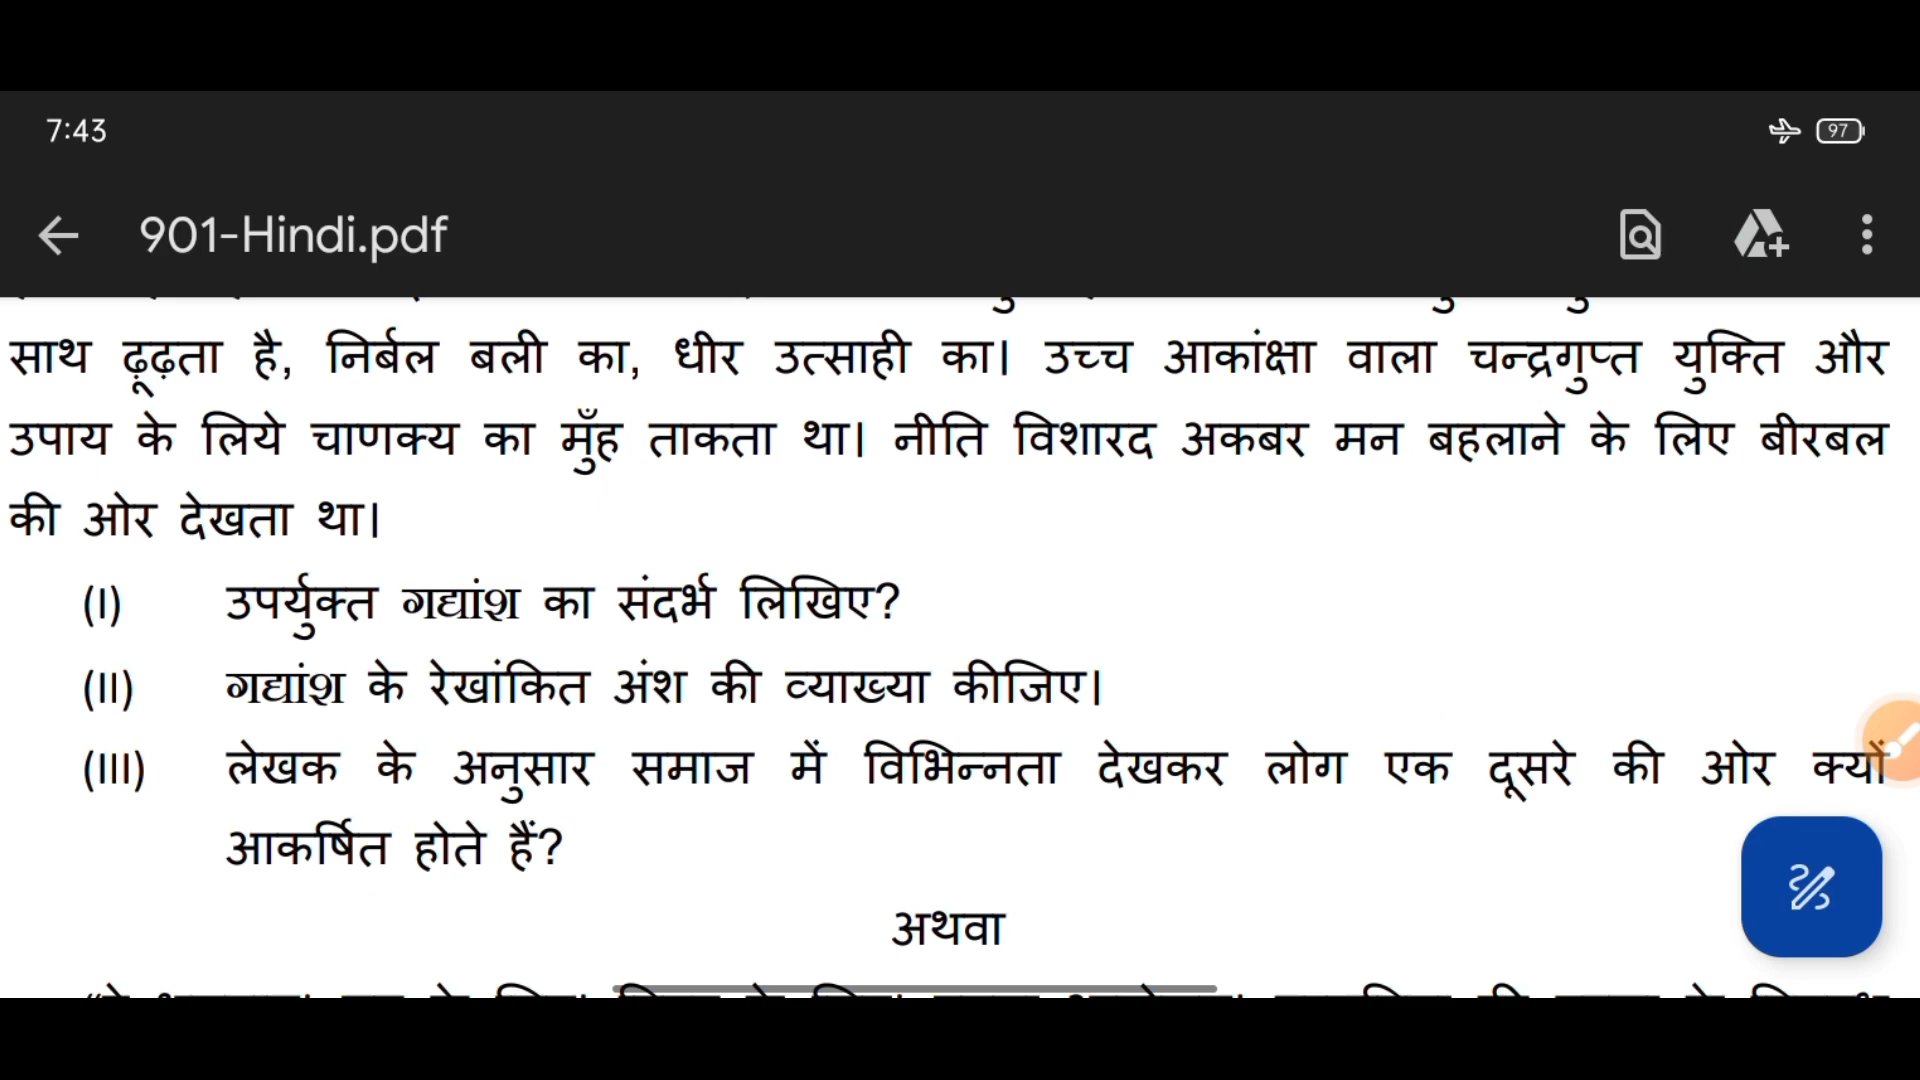 7:43
97
901-Hindi.pdf
साथ ढूढ़ता है, निर्बल बली का, धीर उत्साही का। उच्च आकांक्षा वाला चन्द्रगुप्त युक्ति और
उपाय के लिये चाणक्य का मुँह ताकता था। नीति विशारद अकबर मन बहलाने के लिए बीरबल
की ओर देखता था।
(I) उपर्युक्त गद्यांश का संदर्भ लिखिए?
(II) गद्यांश के रेखांकित अंश की व्याख्या कीजिए।
(III) लेखक के अनुसार समाज में विभिन्नता देखकर लोग एक दूसरे की ओर क्यों
आकर्षित होते हैं?
अथवा